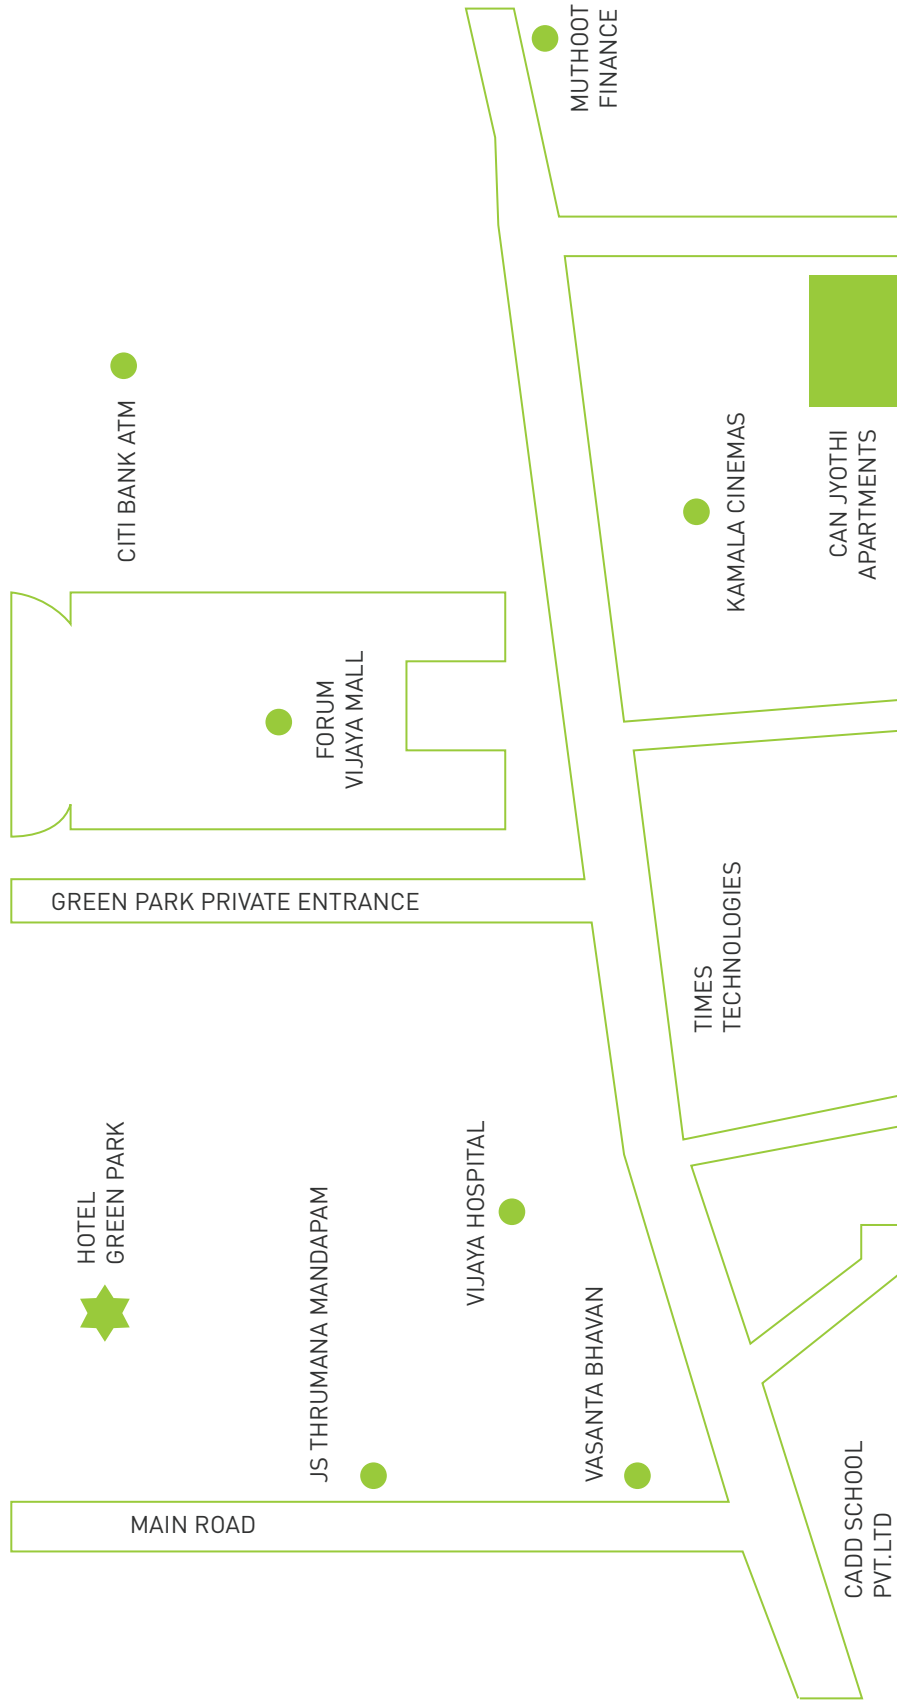 MUTHOOT
FINANCE
CITI BANK ATM
KAMALA CINEMAS
CAN JYOTHI
APARTMENTS
FORUM
VIJAYA MALL
GREEN PARK PRIVATE ENTRANCE
TIMES
TECHNOLOGIES
HOTEL
GREEN PARK
JS THRUMANA MANDAPAM
VIJAYA HOSPITAL
VASANTA BHAVAN
MAIN ROAD
CADD SCHOOL
PVT.LTD